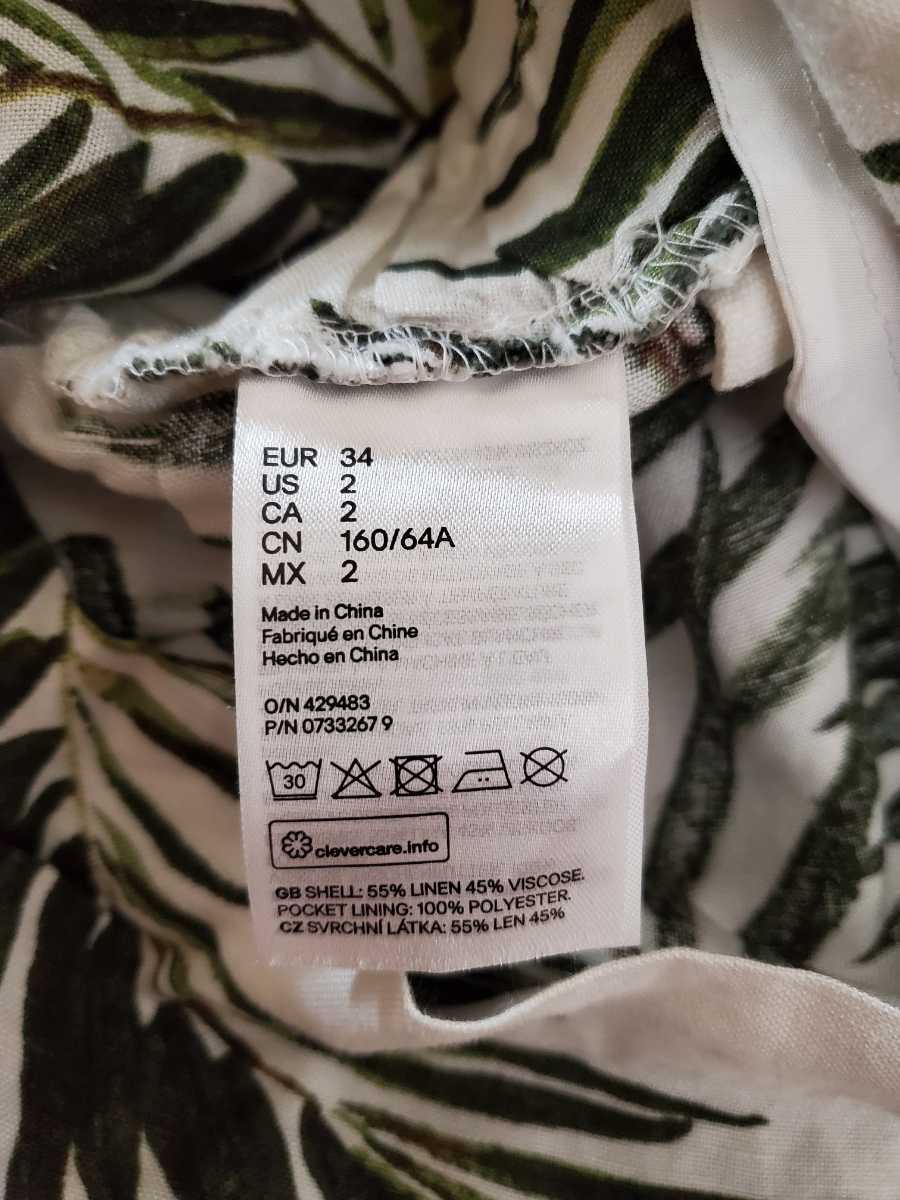 EUR 34
US 2
CA 2
CN 160/64A
MX 2
Made in China
Fabriqué en Chine
Hecho en China
O/N 429483
P/N 0733267 9
30
clevercare.info
GB SHELL: 55% LINEN 45% VISCOSE.
POCKET LINING: 100% POLYESTER.
CZ SVRCHNÍ LÁTKA: 55% LEN 45%